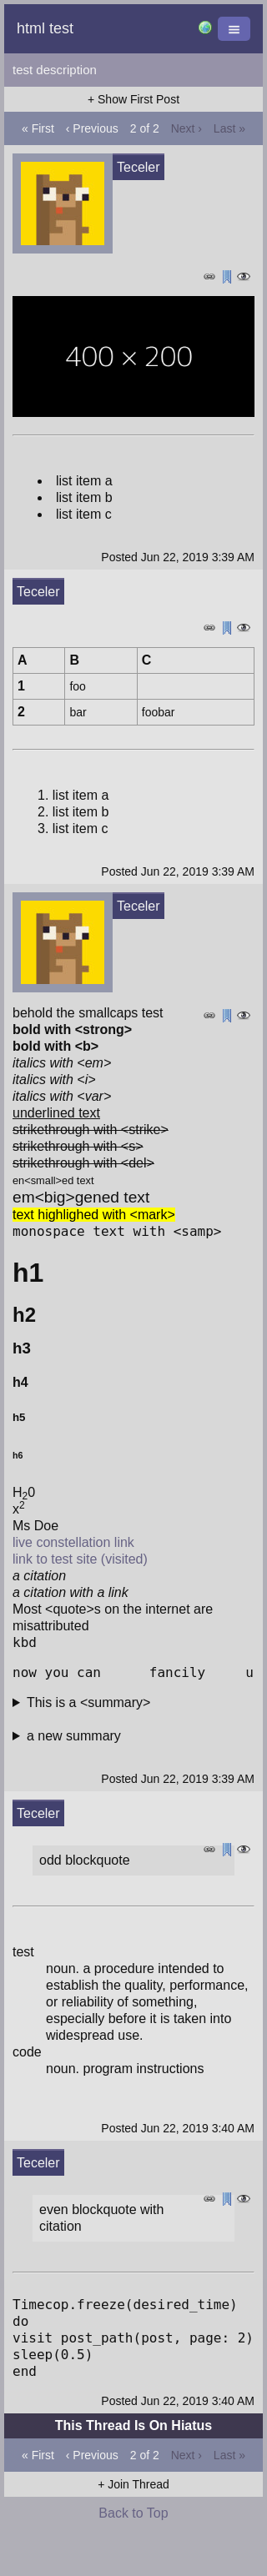 html test
test description
+ Show First Post
« First ‹ Previous 2 of 2 Next › Last »
Teceler
400 × 200
• list item a
• list item b
• list item c
Posted Jun 22, 2019 3:39 AM
Teceler
A B C
1 foo
2 bar foobar
1. list item a
2. list item b
3. list item c
Posted Jun 22, 2019 3:39 AM
Teceler
behold the smallcaps test
bold with <strong>
bold with <b>
italics with <em>
italics with <i>
italics with <var>
underlined text
strikethrough with <strike>
strikethrough with <s>
strikethrough with <del>
en<small>ed text
em<big>gened text
text highlighed with <mark>
monospace text with <samp>
h1
h2
h3
h4
h5
h6
H20
x2
Ms Doe
live constellation link
link to test site (visited)
a citation
a citation with a link
Most <quote>s on the internet are
misattributed
kbd
now you can fancily u
This is a <summary>
a new summary
Posted Jun 22, 2019 3:39 AM
Teceler
odd blockquote
test
noun. a procedure intended to
establish the quality, performance,
or reliability of something,
especially before it is taken into
widespread use.
code
noun. program instructions
Posted Jun 22, 2019 3:40 AM
Teceler
even blockquote with
citation
Timecop.freeze(desired_time)
do
visit post_path(post, page: 2)
sleep(0.5)
end
Posted Jun 22, 2019 3:40 AM
This Thread Is On Hiatus
« First ‹ Previous 2 of 2 Next › Last »
+ Join Thread
Back to Top